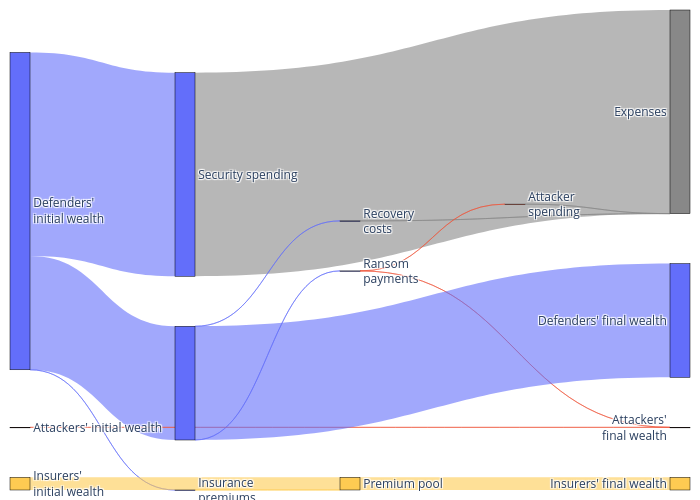 Expenses
Security spending
Attacker
spending
Defenders'
initial wealth
Recovery
costs
Ransom
payments
Defenders' final wealth
Attackers' initial wealth
Attackers'
final wealth
Insurers'
initial wealth
Insurance
premiums
Premium pool
Insurers' final wealth